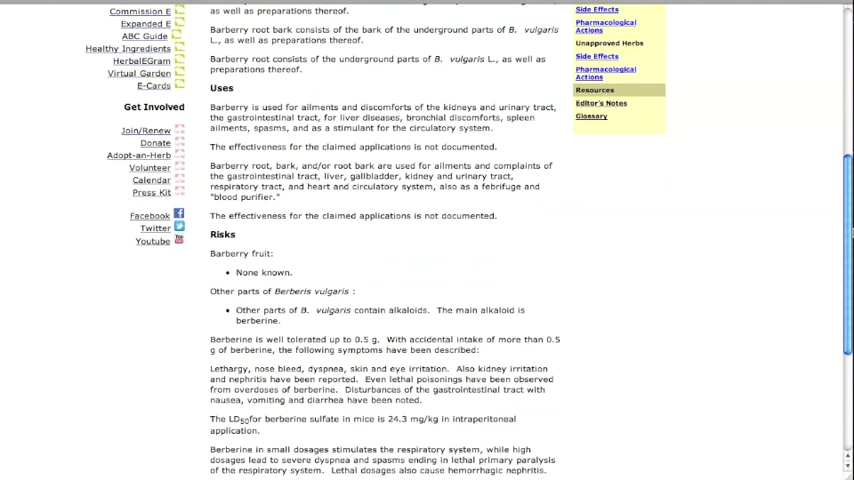 Commission E
Expanded E
ABC Guide
Healthy Ingredients
HerbalEGram
Virtual Garden
E-Cards
Get Involved
Join/Renew
Donate
Adopt-an-Herb
Volunteer
Calendar
Press Kit
Facebook
Twitter
Youtube
as well as preparations thereof.
Barberry root bark consists of the bark of the underground parts of B. vulgaris
L., as well as preparations thereof.
Barberry root consists of the underground parts of B. vulgaris L., as well as
preparations thereof.
Uses
Barberry is used for ailments and discomforts of the kidneys and urinary tract,
the gastrointestinal tract, for liver diseases, bronchial discomforts, spleen
ailments, spasms, and as a stimulant for the circulatory system.
The effectiveness for the claimed applications is not documented.
Barberry root, bark, and/or root bark are used for ailments and complaints of
the gastrointestinal tract, liver, gallbladder, kidney and urinary tract,
respiratory tract, and heart and circulatory system, also as a febrifuge and
"blood purifier."
The effectiveness for the claimed applications is not documented.
Risks
Barberry fruit:
• None known.
Other parts of Berberis vulgaris :
• Other parts of B. vulgaris contain alkaloids. The main alkaloid is
berberine.
Berberine is well tolerated up to 0.5 g. With accidental intake of more than 0.5
g of berberine, the following symptoms have been described:
Lethargy, nose bleed, dyspnea, skin and eye irritation. Also kidney irritation
and nephritis have been reported. Even lethal poisonings have been observed
from overdoses of berberine. Disturbances of the gastrointestinal tract with
nausea, vomiting and diarrhea have been noted.
The LD50for berberine sulfate in mice is 24.3 mg/kg in intraperitoneal
application.
Berberine in small dosages stimulates the respiratory system, while high
dosages lead to severe dyspnea and spasms ending in lethal primary paralysis
of the respiratory system. Lethal dosages also cause hemorrhagic nephritis.
Side Effects
Pharmacological
Actions
Unapproved Herbs
Side Effects
Pharmacological
Actions
Resources
Editor's Notes
Glossary